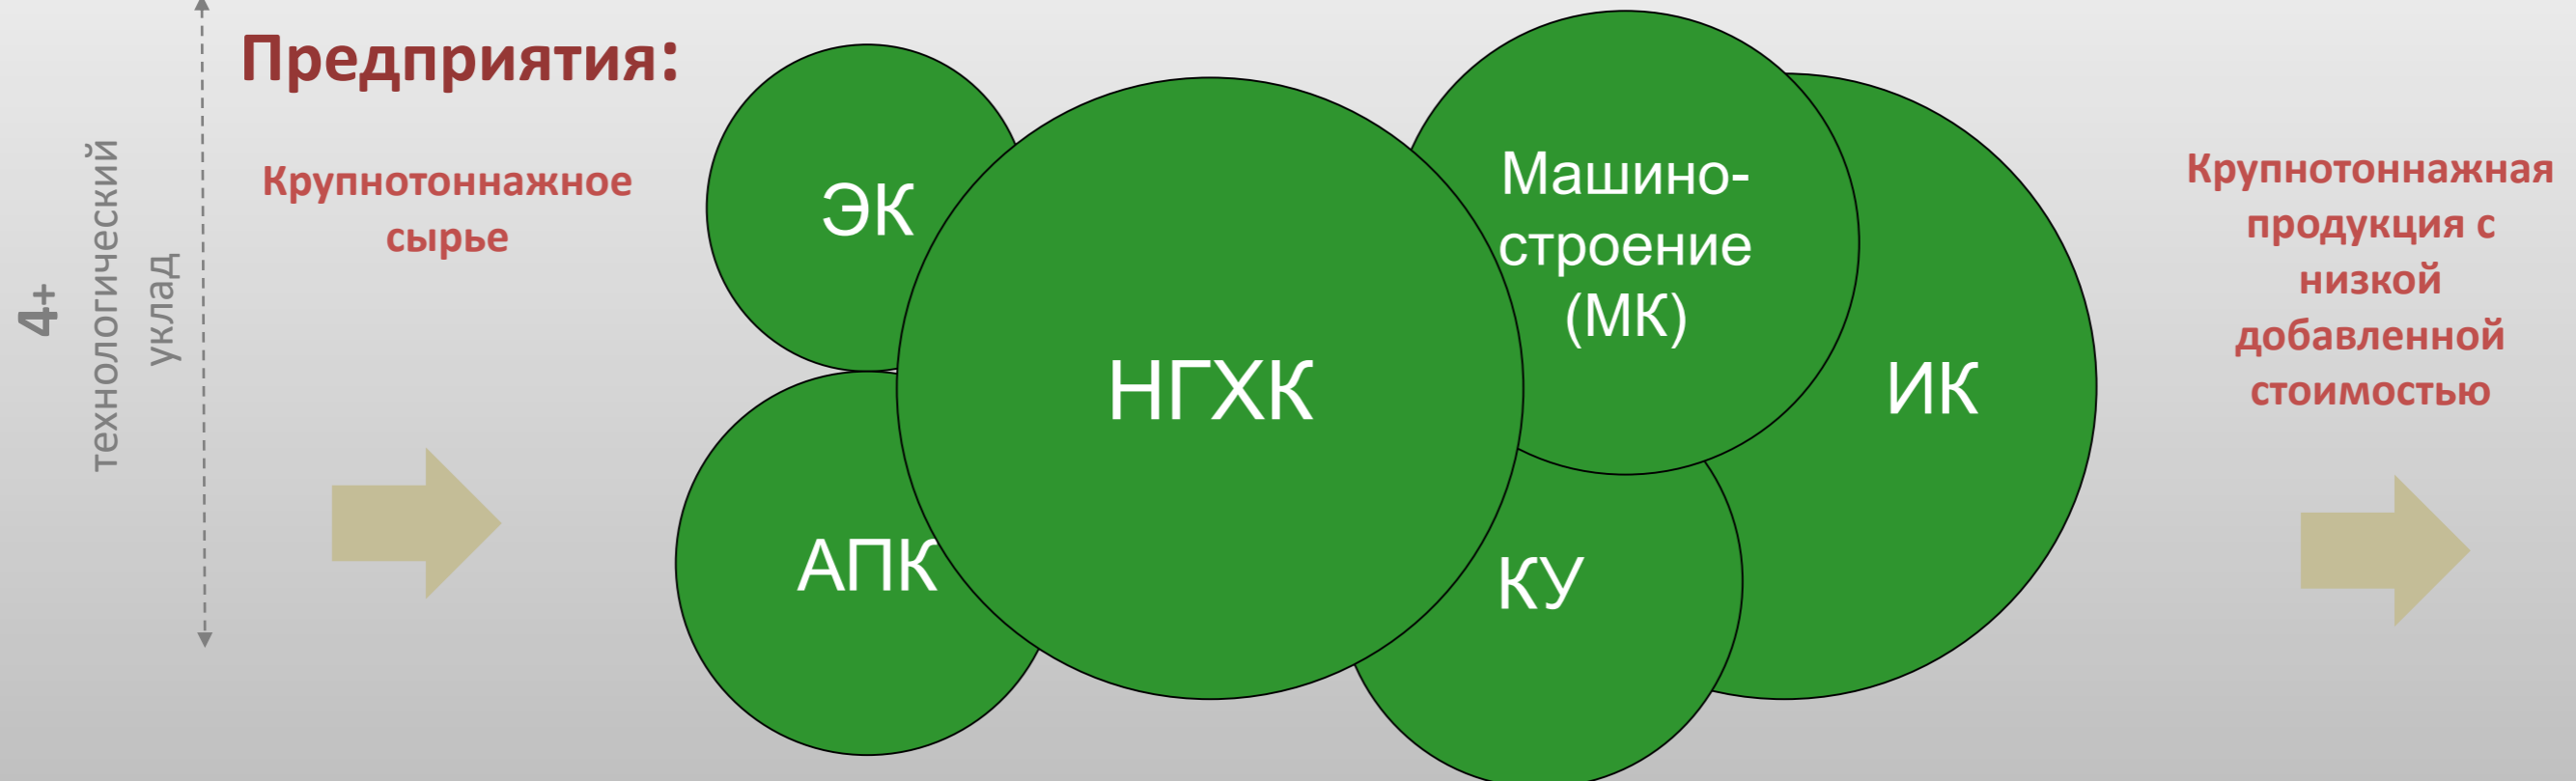 4+
технологический
уклад
Предприятия:
Крупнотоннажное
сырье
ЭК
АПК
НГХК
Машино-
строение
(МК)
КУ
ИК
Крупнотоннажная
продукция с
низкой
добавленной
стоимостью